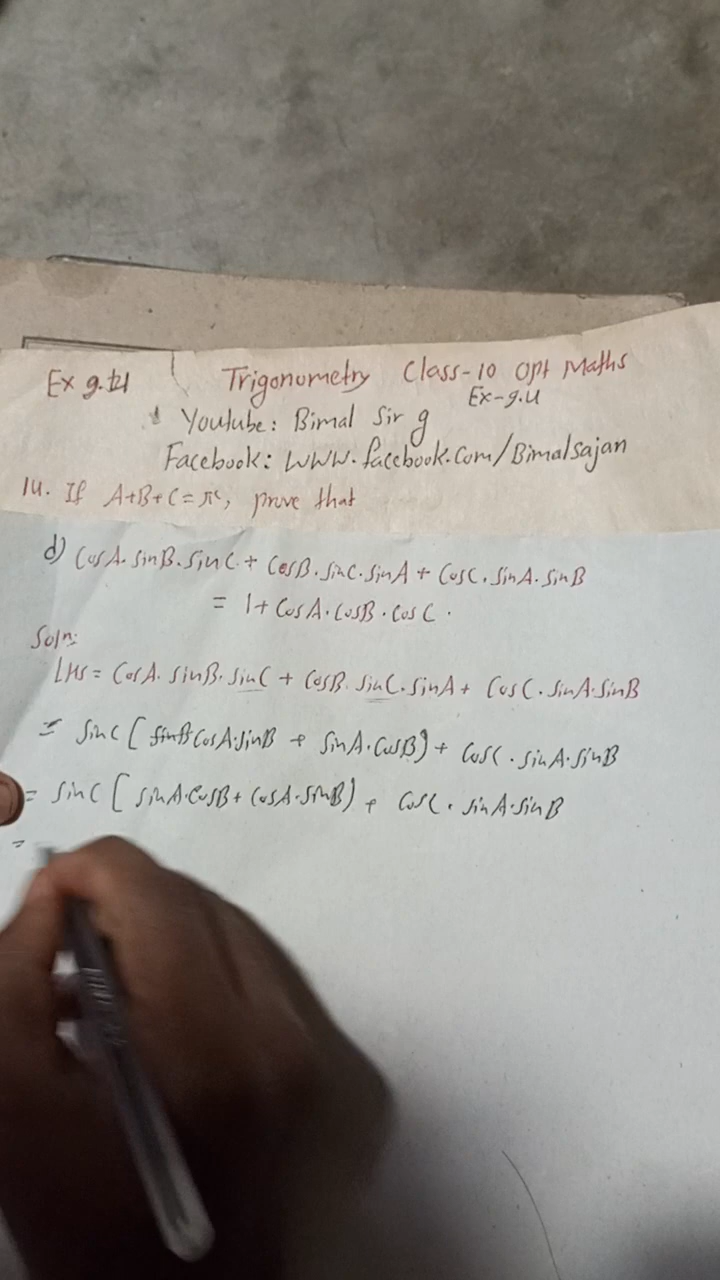 Ex 9.4 Trigonometry Class-10 Opt Maths
Ex-9.4
Youtube: Bimal Sir g
Facebook: WWW.facebook.Com/Bimalsajan
14. If A+B+C=πᶜ, prove that
d) CosA. sinB. sinC + CosB. sinC. sinA + CosC. sinA. sinB
= 1+ CosA. CosB. cosC.
Soln:
LHS = CosA. sinB. sinC + CosB. sinC. sinA + CosC. sinA. sinB
= sinC [ CosA.sinB + sinA. CosB) + CosC. sinA. sinB
= sinC [ sinA. CosB + CosA. sinB) + CosC. sinA. sinB
=